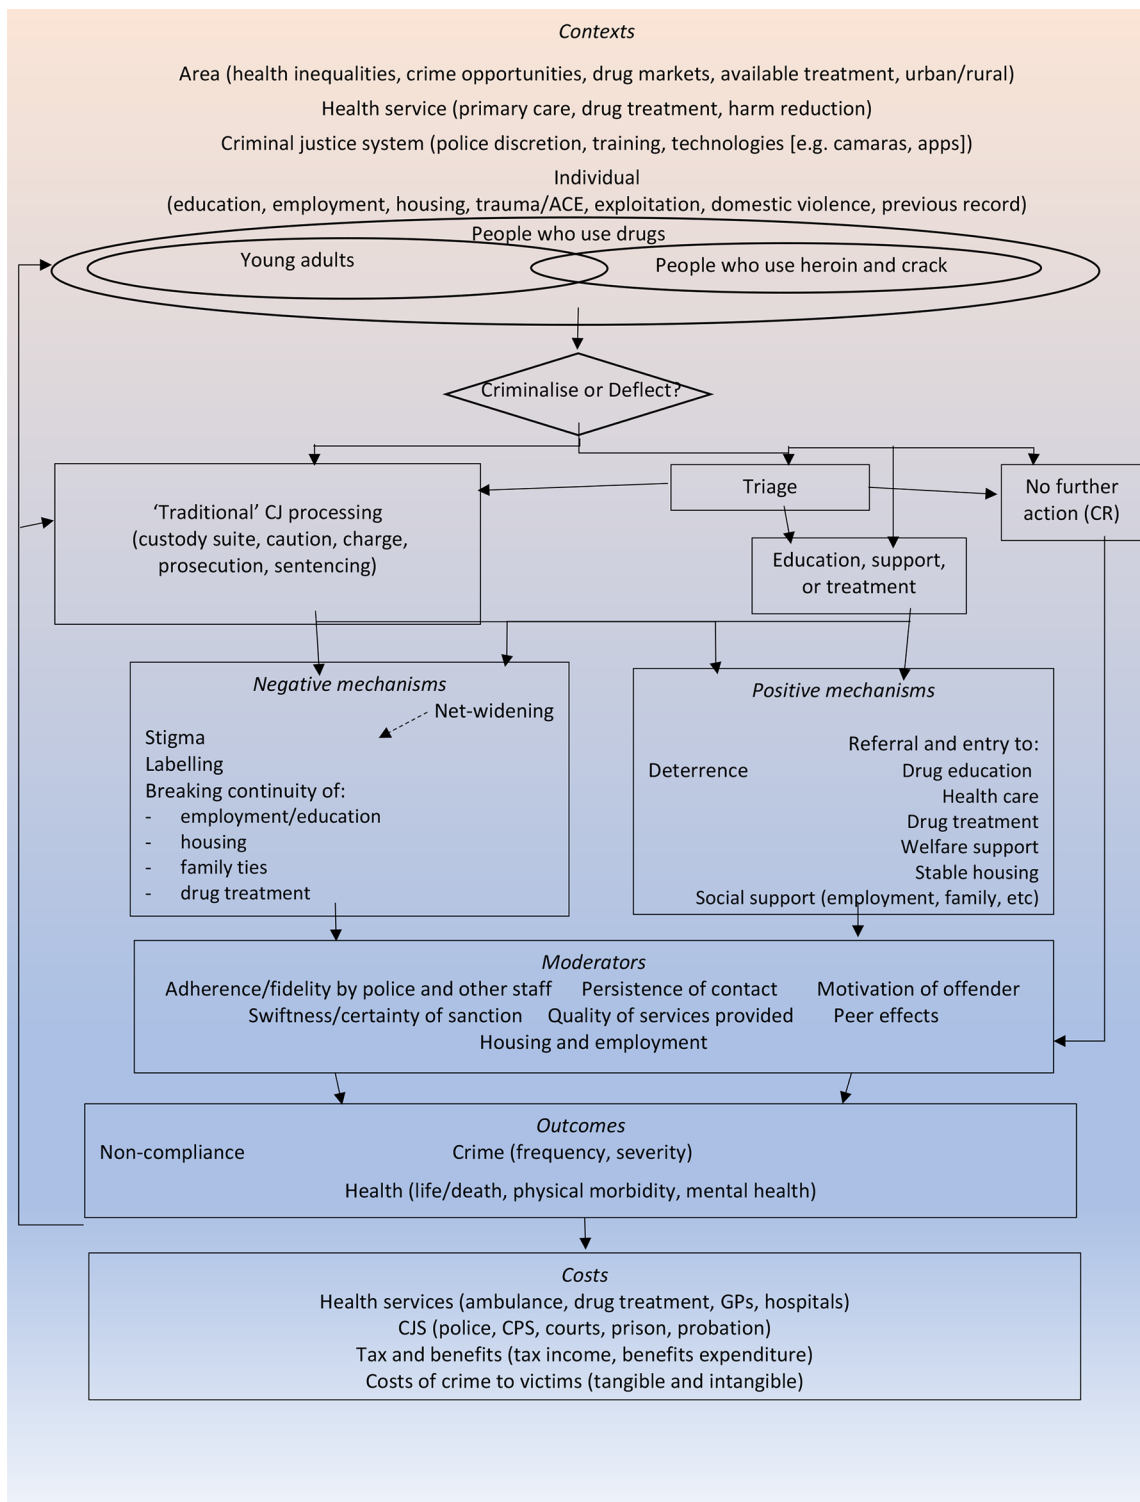 Contexts
Area (health inequalities, crime opportunities, drug markets, available treatment, urban/rural)
Health service (primary care, drug treatment, harm reduction)
Criminal justice system (police discretion, training, technologies [e.g. camaras, apps])
Individual
(education, employment, housing, trauma/ACE, exploitation, domestic violence, previous record)
People who use drugs
Young adults
People who use heroin and crack
Criminalise or Deflect?
‘Traditional’ CJ processing
(custody suite, caution, charge,
prosecution, sentencing)
Triage
No further
action (CR)
Education, support,
or treatment
Negative mechanisms
Net-widening
Stigma
Labelling
Breaking continuity of:
- employment/education
- housing
- family ties
- drug treatment
Positive mechanisms
Referral and entry to:
Deterrence
Drug education
Health care
Drug treatment
Welfare support
Stable housing
Social support (employment, family, etc)
Moderators
Adherence/fidelity by police and other staff Persistence of contact Motivation of offender
Swiftness/certainty of sanction Quality of services provided Peer effects
Housing and employment
Outcomes
Non-compliance Crime (frequency, severity)
Health (life/death, physical morbidity, mental health)
Costs
Health services (ambulance, drug treatment, GPs, hospitals)
CJS (police, CPS, courts, prison, probation)
Tax and benefits (tax income, benefits expenditure)
Costs of crime to victims (tangible and intangible)